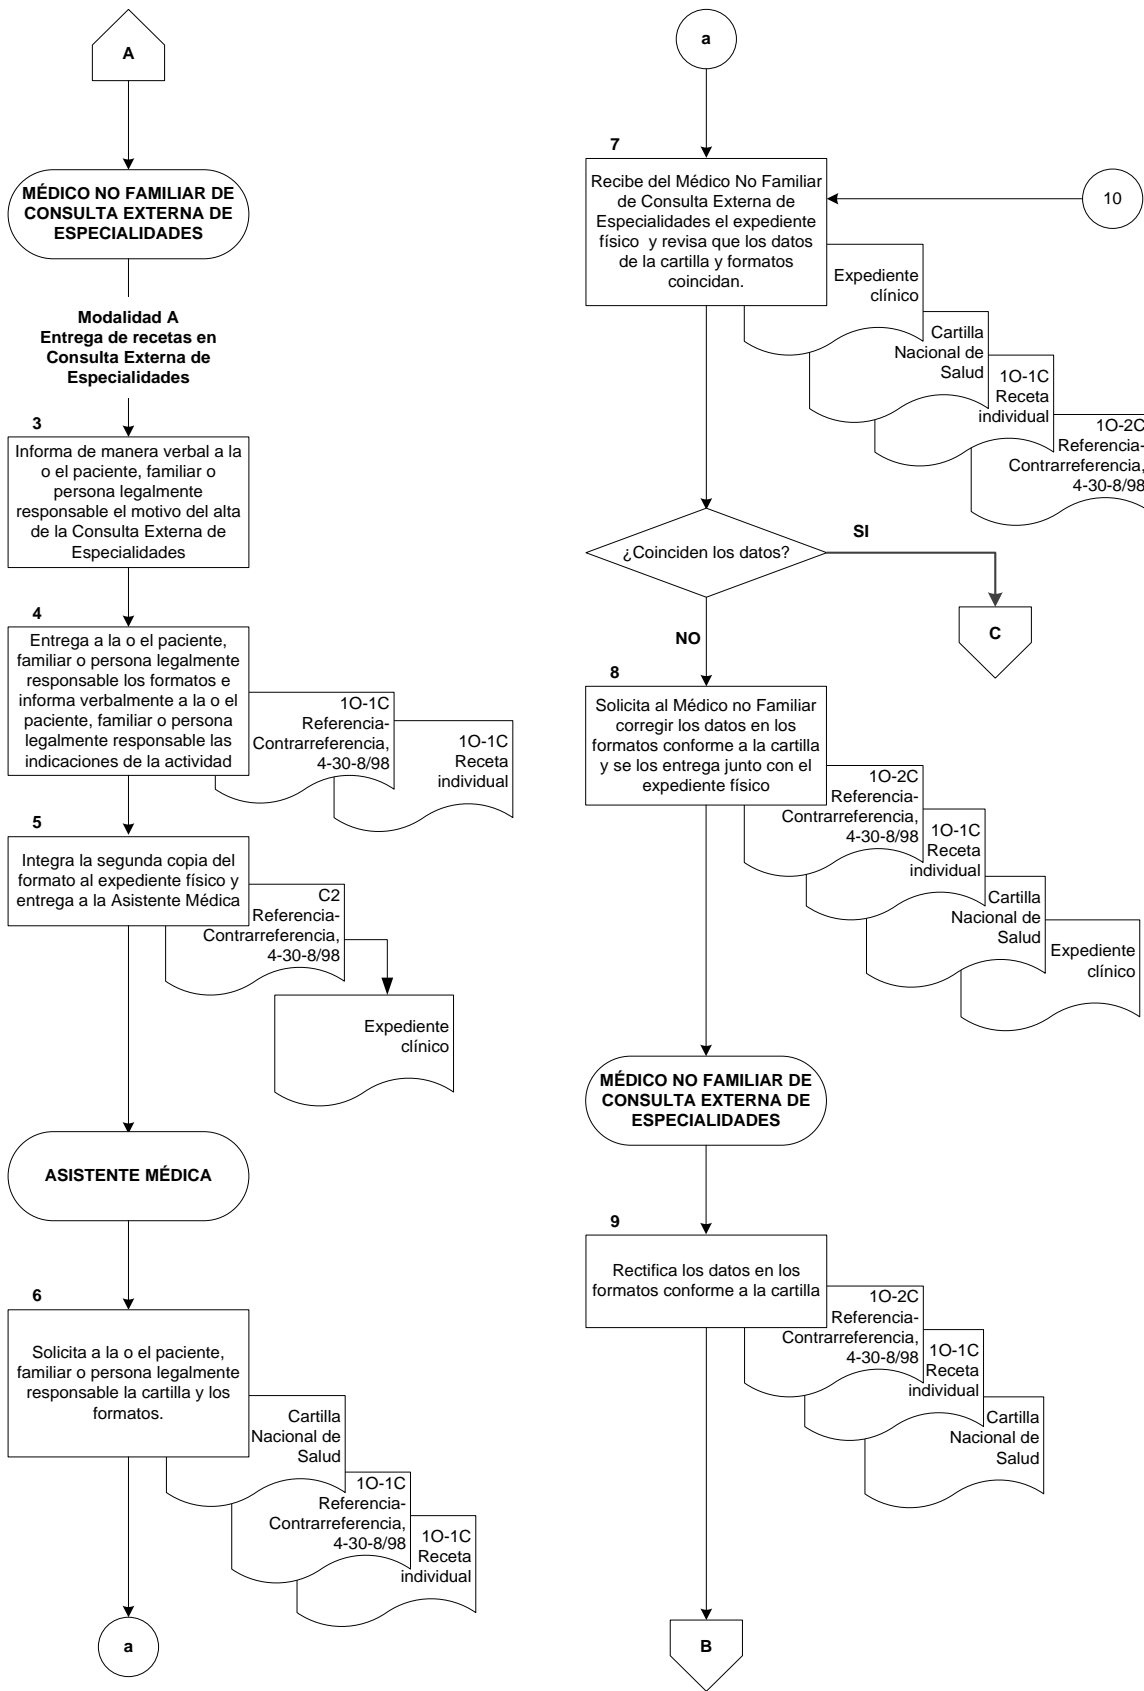 A
MÉDICO NO FAMILIAR DE
CONSULTA EXTERNA DE
ESPECIALIDADES
Modalidad A
Entrega de recetas en
Consulta Externa de
Especialidades
3
Informa de manera verbal a la
o el paciente, familiar o
persona legalmente
responsable el motivo del alta
de la Consulta Externa de
Especialidades
4
Entrega a la o el paciente,
familiar o persona legalmente
responsable los formatos e
informa verbalmente a la o el
paciente, familiar o persona
legalmente responsable las
indicaciones de la actividad
1O-1C
Referencia-
Contrarreferencia,
4-30-8/98
1O-1C
Receta
individual
5
Integra la segunda copia del
formato al expediente físico y
entrega a la Asistente Médica
C2
Referencia-
Contrarreferencia,
4-30-8/98
Expediente
clínico
ASISTENTE MÉDICA
6
Solicita a la o el paciente,
familiar o persona legalmente
responsable la cartilla y los
formatos.
Cartilla
Nacional de
Salud
1O-1C
Referencia-
Contrarreferencia,
4-30-8/98
1O-1C
Receta
individual
a
a
7
Recibe del Médico No Familiar
de Consulta Externa de
Especialidades el expediente
físico y revisa que los datos
de la cartilla y formatos
coincidan.
10
Expediente
clínico
Cartilla
Nacional de
Salud
1O-1C
Receta
individual
1O-2C
Referencia-
Contrarreferencia,
4-30-8/98
¿Coinciden los datos?
SI
C
NO
8
Solicita al Médico no Familiar
corregir los datos en los
formatos conforme a la cartilla
y se los entrega junto con el
expediente físico
1O-2C
Referencia-
Contrarreferencia,
4-30-8/98
1O-1C
Receta
individual
Cartilla
Nacional de
Salud
Expediente
clínico
MÉDICO NO FAMILIAR DE
CONSULTA EXTERNA DE
ESPECIALIDADES
9
Rectifica los datos en los
formatos conforme a la cartilla
1O-2C
Referencia-
Contrarreferencia,
4-30-8/98
1O-1C
Receta
individual
Cartilla
Nacional de
Salud
B